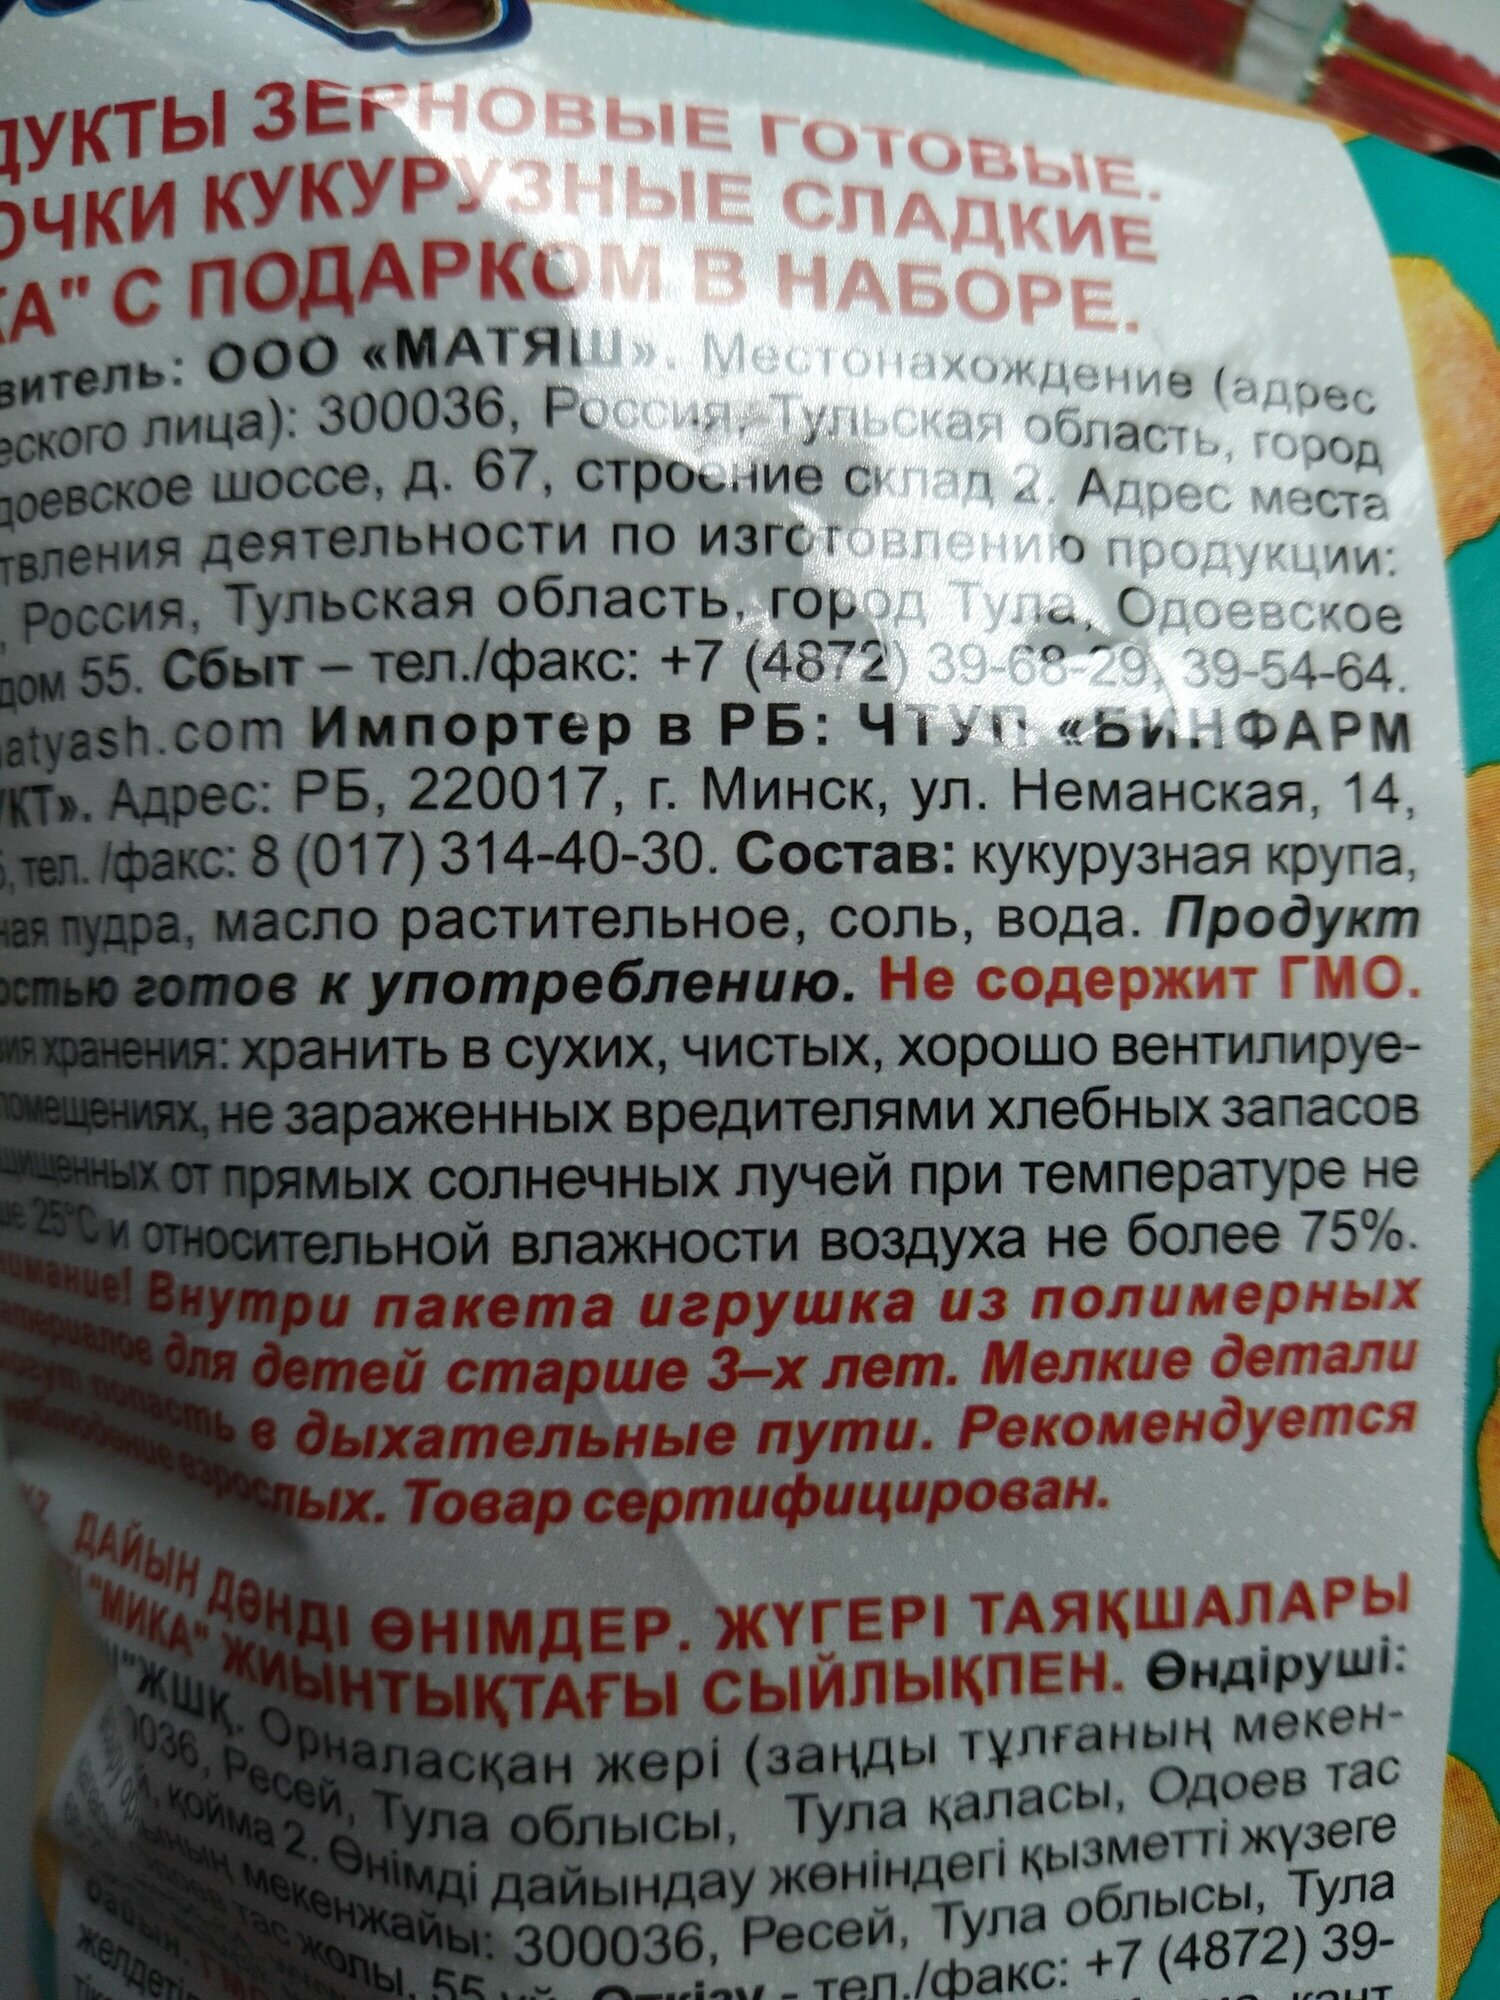 ДУКТЫ ЗЕРНОВЫЕ ГОТОВЫЕ.
ОЧКИ КУКУРУЗНЫЕ СЛАДКИЕ
КА" С ПОДАРКОМ В НАБОРЕ.
витель: ООО «МАТЯШ». Местонахождение (адрес
еского лица): 300036, Россия, Тульская область, город
доевское шоссе, д. 67, строение склад 2. Адрес места
твления деятельности по изготовлению продукции:
, Россия, Тульская область, город Тула, Одоевское
дом 55. Сбыт – тел./факс: +7 (4872) 39-68-29, 39-54-64.
atyash.com Импортер в РБ: ЧТУП «БИНФАРМ
УКТ». Адрес: РБ, 220017, г. Минск, ул. Неманская, 14,
, тел. /факс: 8 (017) 314-40-30. Состав: кукурузная крупа,
ная пудра, масло растительное, соль, вода. Продукт
остью готов к употреблению. Не содержит ГМО.
ия хранения: хранить в сухих, чистых, хорошо вентилируе-
помещениях, не зараженных вредителями хлебных запасов
щищенных от прямых солнечных лучей при температуре не
ше 25°С и относительной влажности воздуха не более 75%.
нимание! Внутри пакета игрушка из полимерных
атериалов для детей старше 3–х лет. Мелкие детали
могут попасть в дыхательные пути. Рекомендуется
наблюдение взрослых. Товар сертифицирован.
KZ ДАЙЫН ДӘНДІ ӨНІМДЕР. ЖҮГЕРІ ТАЯҚШАЛАРЫ
"МИКА" ЖИЫНТЫҚТАҒЫ СЫЙЛЫҚПЕН. Өндіруші:
"ЖШҚ. Орналасқан жері (заңды тұлғаның мекен-
036, Ресей, Тула облысы, Тула қаласы, Одоев тас
й, қойма 2. Өнімді дайындау жөніндегі қызметті жүзеге
ының мекенжайы: 300036, Ресей, Тула облысы, Тула
тас жолы, 55 үй. Өткізу - тел./факс: +7 (4872) 39-